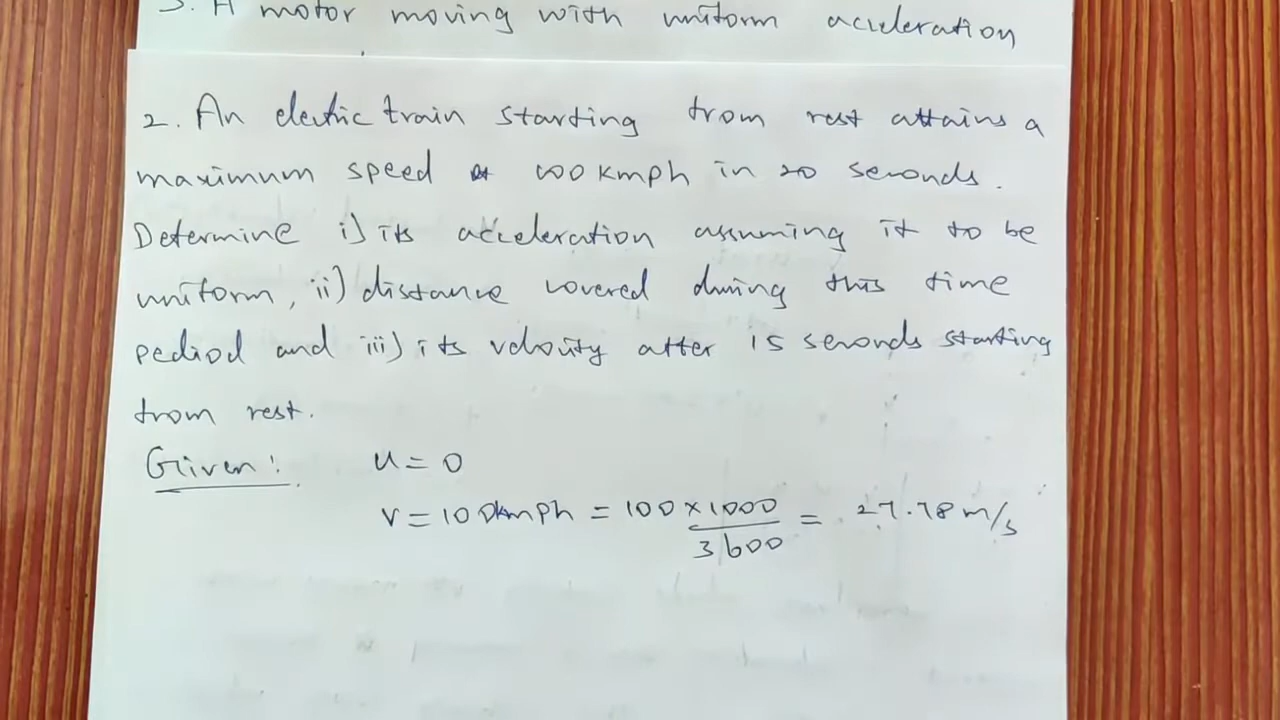 3. A motor moving with uniform acceleration
2. An electric train starting from rest attains a
maximum speed of 100 kmph in 20 seconds.
Determine i) its acceleration assuming it to be
uniform, ii) distance covered during this time
period and iii) its velocity after 15 seconds starting
from rest.
Given: u = 0
v = 100kmph = 100 x 1000 / 3600 = 27.78 m/s